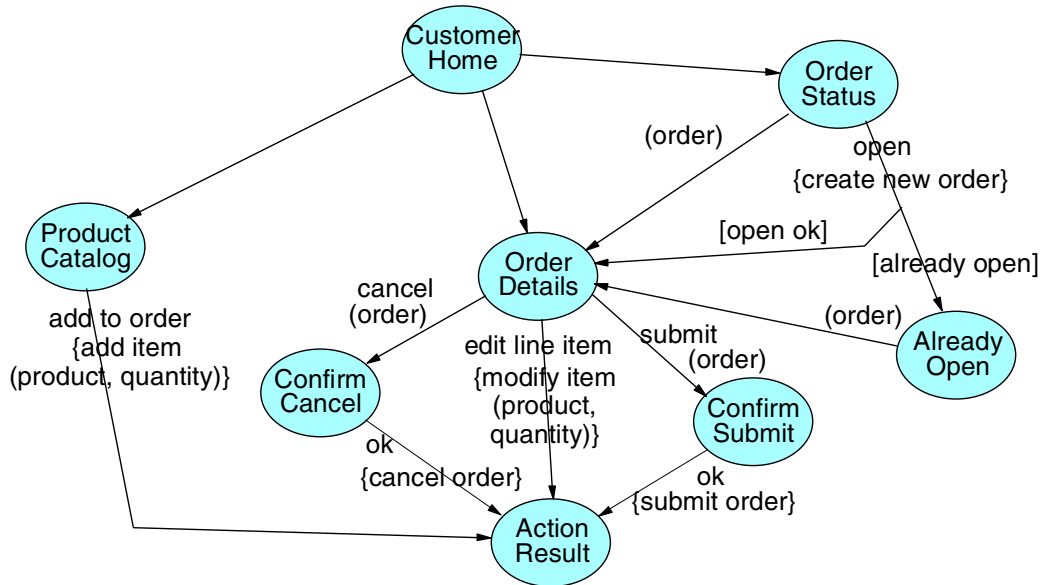 Customer
Home
Order
Status
(order)
open
{create new order}
Product
Catalog
[open ok]
Order
Details
[already open]
cancel
(order)
(order)
add to order
{add item
(product, quantity)}
edit line item
{modify item
(product,
quantity)}
submit
(order)
Already
Open
Confirm
Cancel
Confirm
Submit
ok
{cancel order}
ok
{submit order}
Action
Result